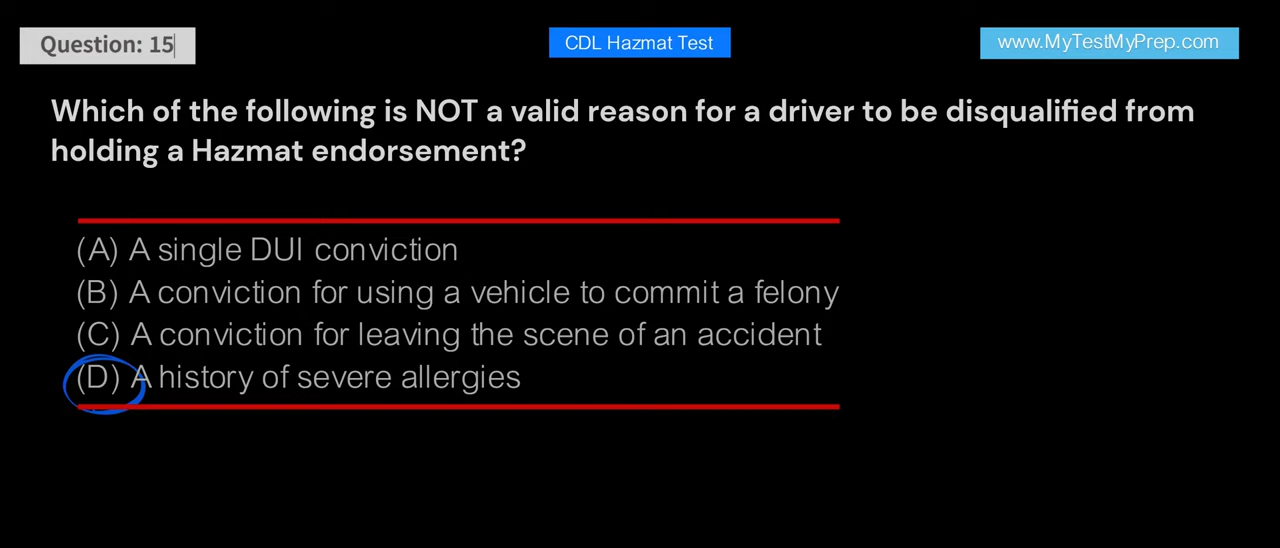 Question: 15
CDL Hazmat Test
www.MyTestMyPrep.com
Which of the following is NOT a valid reason for a driver to be disqualified from
holding a Hazmat endorsement?
(A) A single DUI conviction
(B) A conviction for using a vehicle to commit a felony
(C) A conviction for leaving the scene of an accident
(D) A history of severe allergies